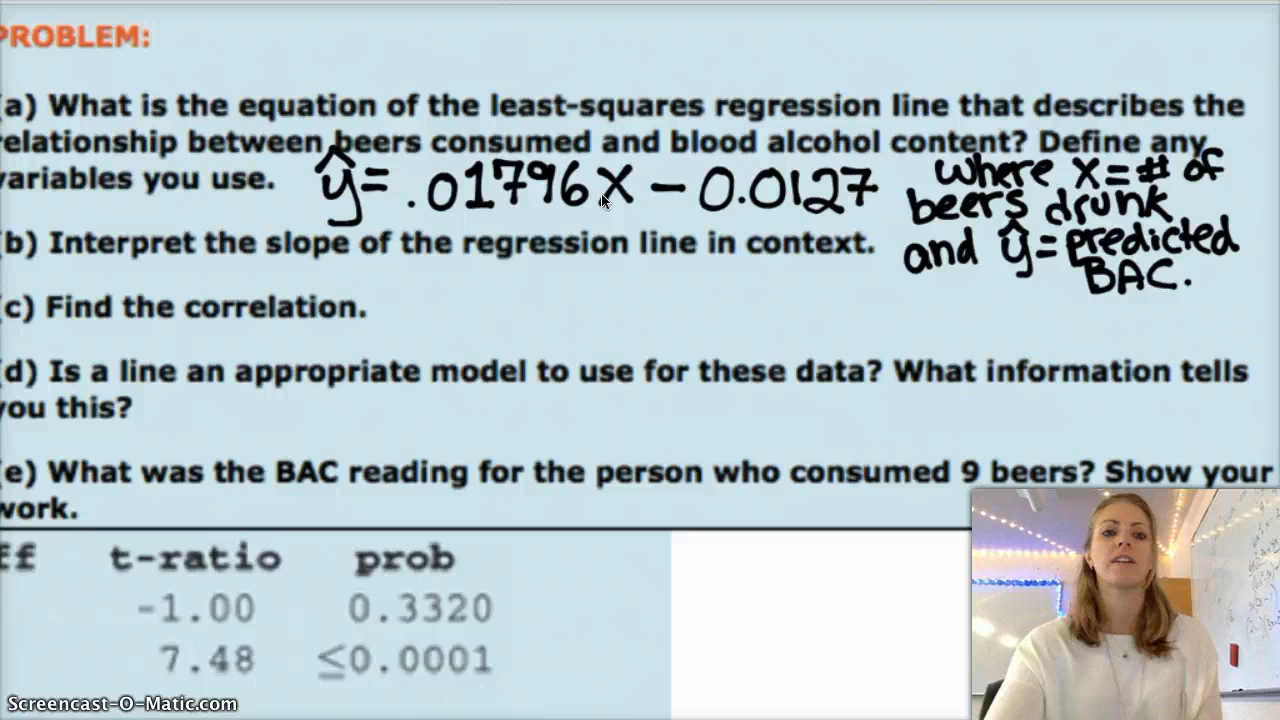 PROBLEM:
a) What is the equation of the least-squares regression line that describes the
relationship between beers consumed and blood alcohol content? Define any
variables you use.
ŷ= .01796x − 0.0127
where x=# of
beers drunk
and ŷ=predicted
BAC.
b) Interpret the slope of the regression line in context.
c) Find the correlation.
d) Is a line an appropriate model to use for these data? What information tells
you this?
e) What was the BAC reading for the person who consumed 9 beers? Show your
work.
ff t-ratio prob
-1.00 0.3320
7.48 ≤0.0001
Screencast-O-Matic.com